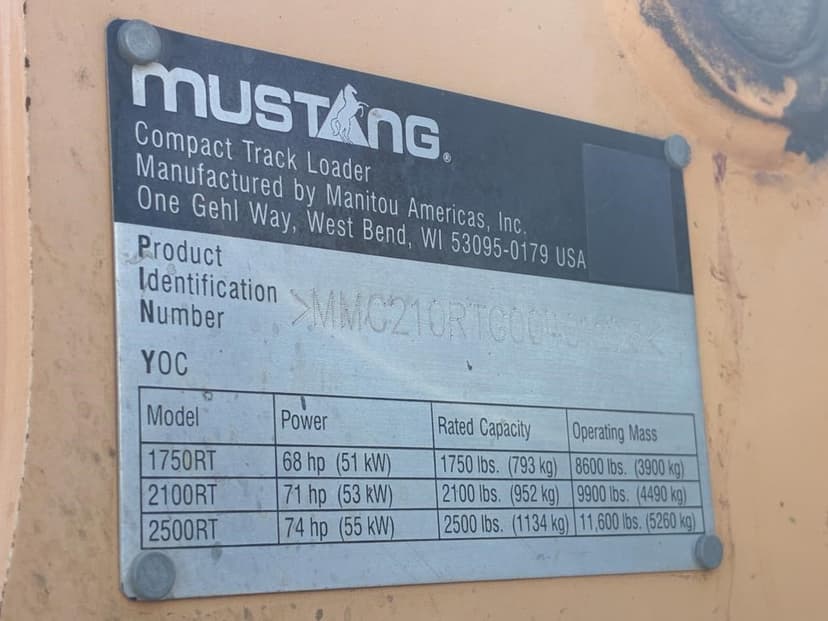 MUSTANG®
Compact Track Loader
Manufactured by Manitou Americas, Inc.
One Gehl Way, West Bend, WI 53095-0179 USA
Product
Identification
Number
YOC
Model Power Rated Capacity Operating Mass
1750RT 68 hp (51 kW) 1750 lbs. (793 kg) 8600 lbs. (3900 kg)
2100RT 71 hp (53 kW) 2100 lbs. (952 kg) 9900 lbs. (4490 kg)
2500RT 74 hp (55 kW) 2500 lbs. (1134 kg) 11,600 lbs. (5260 kg)